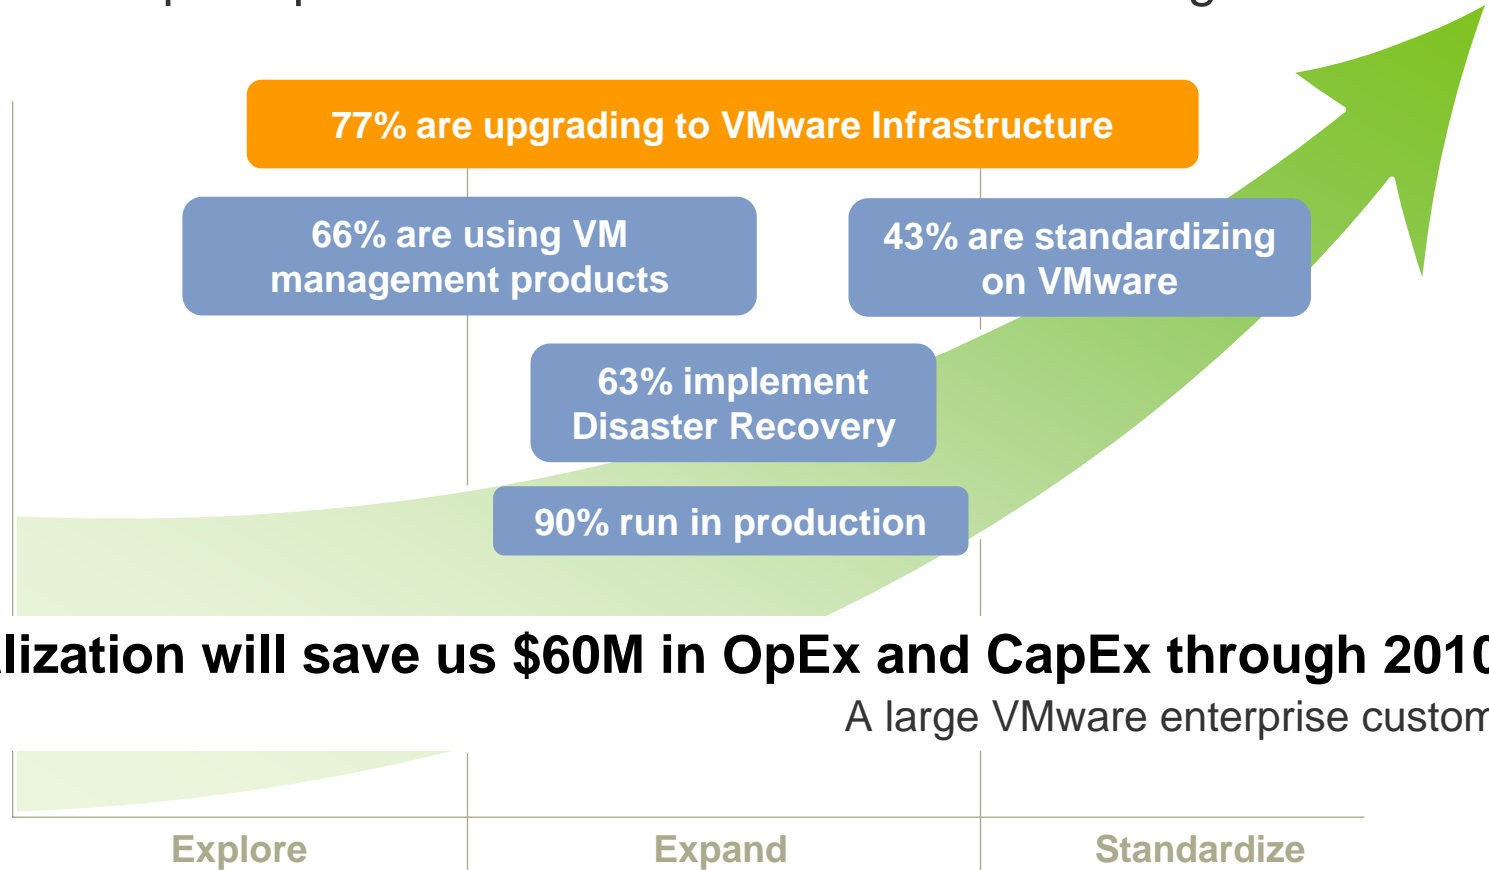 77% are upgrading to VMware Infrastructure
66% are using VM
management products
43% are standardizing
on VMware
63% implement
Disaster Recovery
90% run in production
lization will save us $60M in OpEx and CapEx through 2010
A large VMware enterprise custom
Explore
Expand
Standardize